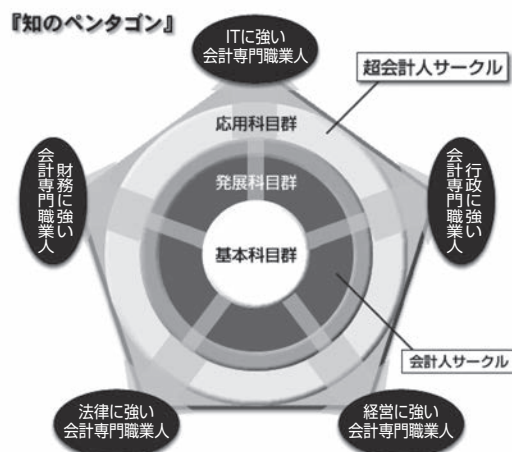 『知のペンタゴン』
ITに強い
会計専門職業人
超会計人サークル
応用科目群
発展科目群
基本科目群
財務に強い
会計専門職業人
行政に強い
会計専門職業人
会計人サークル
法律に強い
会計専門職業人
経営に強い
会計専門職業人